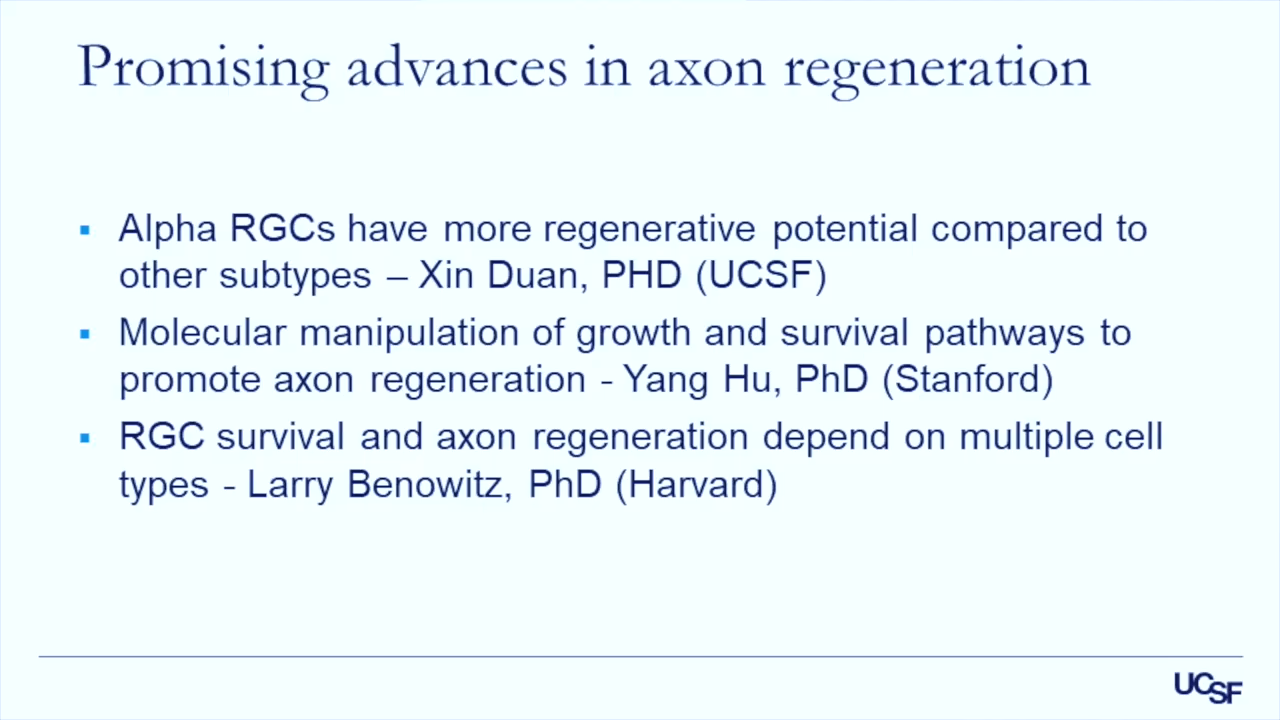 Promising advances in axon regeneration
▪ Alpha RGCs have more regenerative potential compared to
other subtypes – Xin Duan, PHD (UCSF)
▪ Molecular manipulation of growth and survival pathways to
promote axon regeneration - Yang Hu, PhD (Stanford)
▪ RGC survival and axon regeneration depend on multiple cell
types - Larry Benowitz, PhD (Harvard)
UCSF